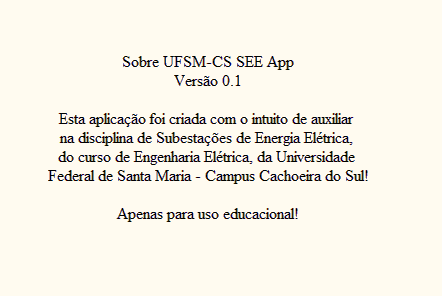 Sobre UFSM-CS SEE App
Versão 0.1
Esta aplicação foi criada com o intuito de auxiliar
na disciplina de Subestações de Energia Elétrica,
do curso de Engenharia Elétrica, da Universidade
Federal de Santa Maria - Campus Cachoeira do Sul!
Apenas para uso educacional!